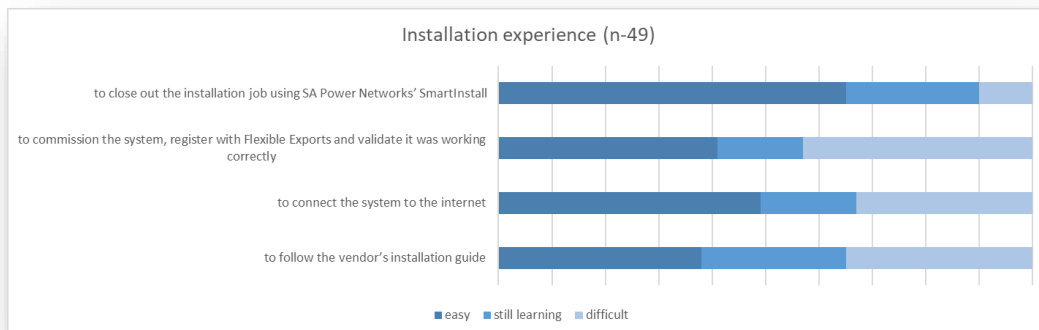 Installation experience (n-49)
to close out the installation job using SA Power Networks’ SmartInstall
to commission the system, register with Flexible Exports and validate it was working
correctly
to connect the system to the internet
to follow the vendor’s installation guide
easy still learning difficult